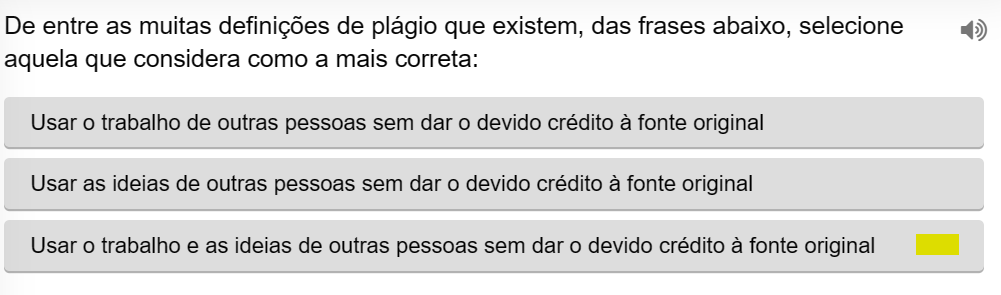 De entre as muitas definições de plágio que existem, das frases abaixo, selecione
aquela que considera como a mais correta:
Usar o trabalho de outras pessoas sem dar o devido crédito à fonte original
Usar as ideias de outras pessoas sem dar o devido crédito à fonte original
Usar o trabalho e as ideias de outras pessoas sem dar o devido crédito à fonte original